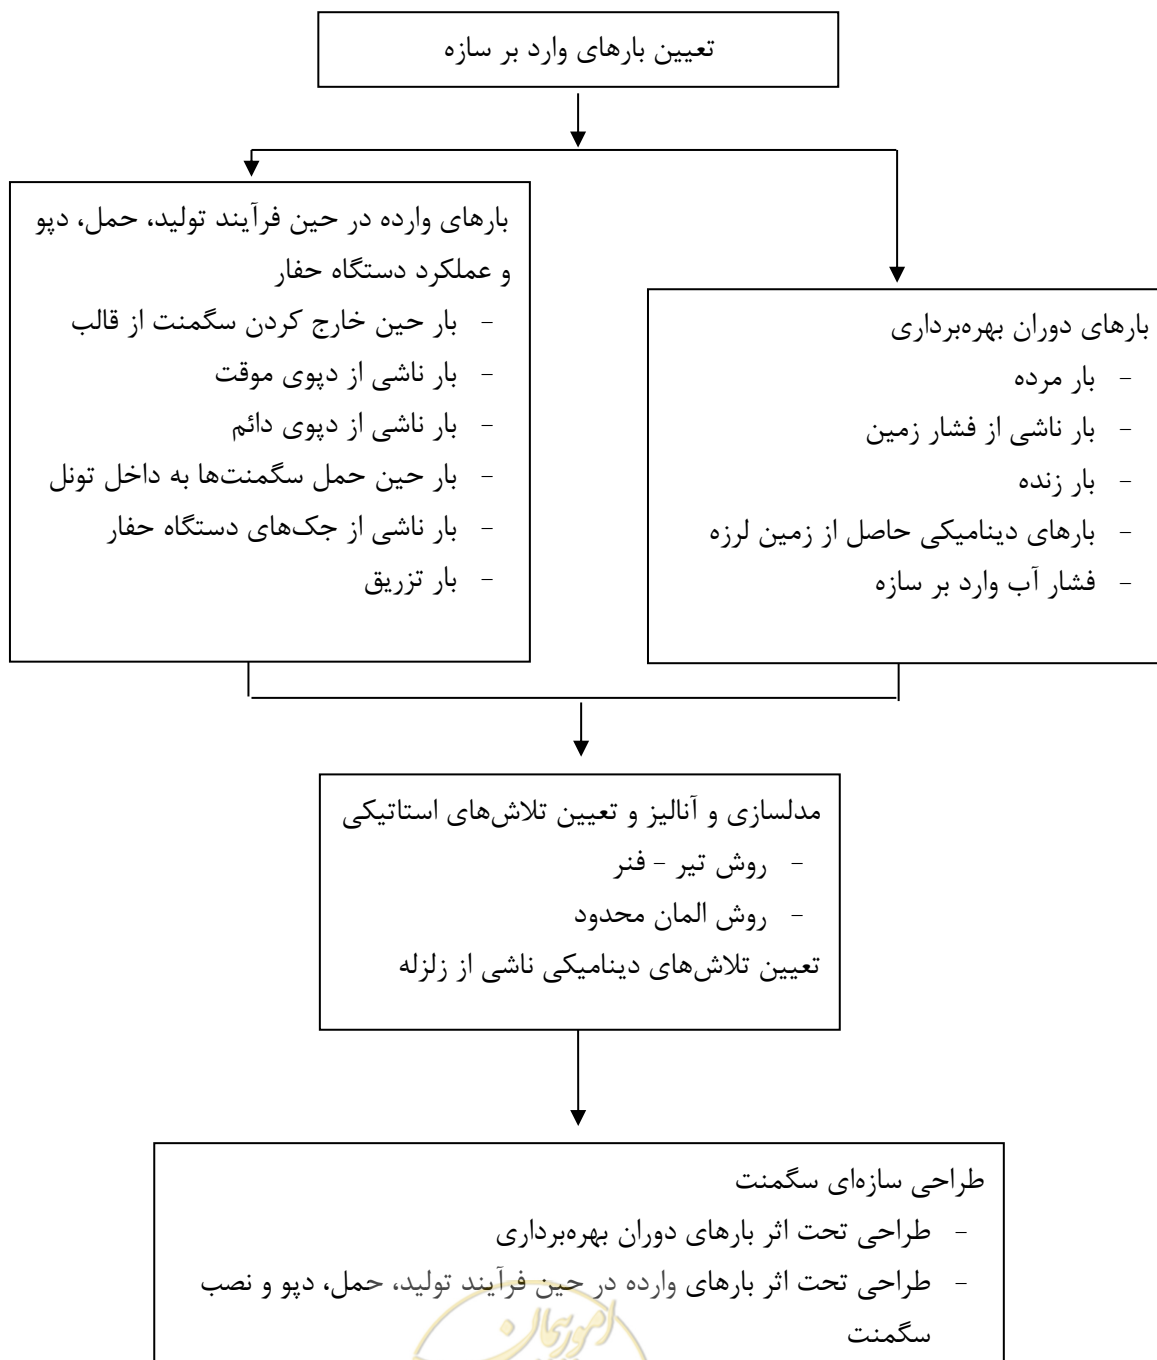 تعیین بارهای وارد بر سازه
بارهای وارده در حین فرآیند تولید، حمل، دپو
و عملکرد دستگاه حفار
- بار حین خارج کردن سگمنت از قالب
- بار ناشی از دپوی موقت
- بار ناشی از دپوی دائم
- بار حین حمل سگمنت‌ها به داخل تونل
- بار ناشی از جک‌های دستگاه حفار
- بار تزریق
بارهای دوران بهره‌برداری
- بار مرده
- بار ناشی از فشار زمین
- بار زنده
- بارهای دینامیکی حاصل از زمین لرزه
- فشار آب وارد بر سازه
مدلسازی و آنالیز و تعیین تلاش‌های استاتیکی
- روش تیر - فنر
- روش المان محدود
تعیین تلاش‌های دینامیکی ناشی از زلزله
طراحی سازه‌ای سگمنت
- طراحی تحت اثر بارهای دوران بهره‌برداری
- طراحی تحت اثر بارهای وارده در حین فرآیند تولید، حمل، دپو و نصب
سگمنت